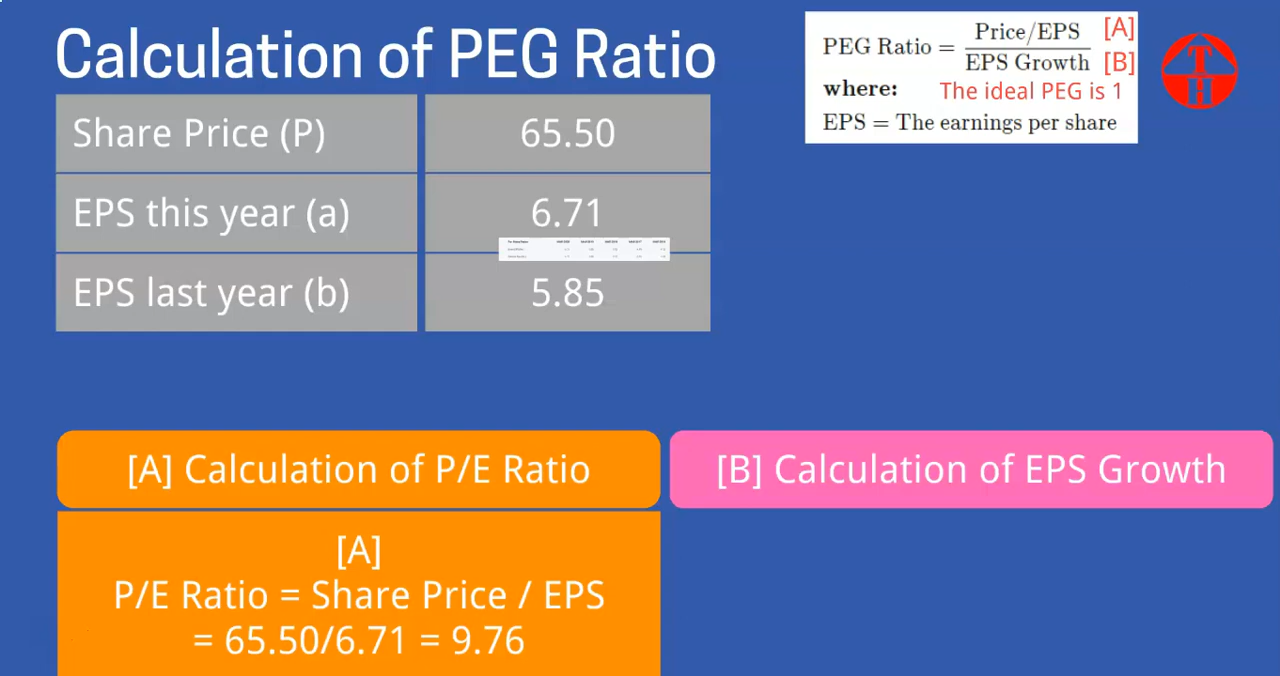 Calculation of PEG Ratio
PEG Ratio = Price/EPS [A]
EPS Growth [B]
where: The ideal PEG is 1
EPS = The earnings per share
T
H
Share Price (P) 65.50
EPS this year (a) 6.71
EPS last year (b) 5.85
[A] Calculation of P/E Ratio
[B] Calculation of EPS Growth
[A]
P/E Ratio = Share Price / EPS
= 65.50/6.71 = 9.76